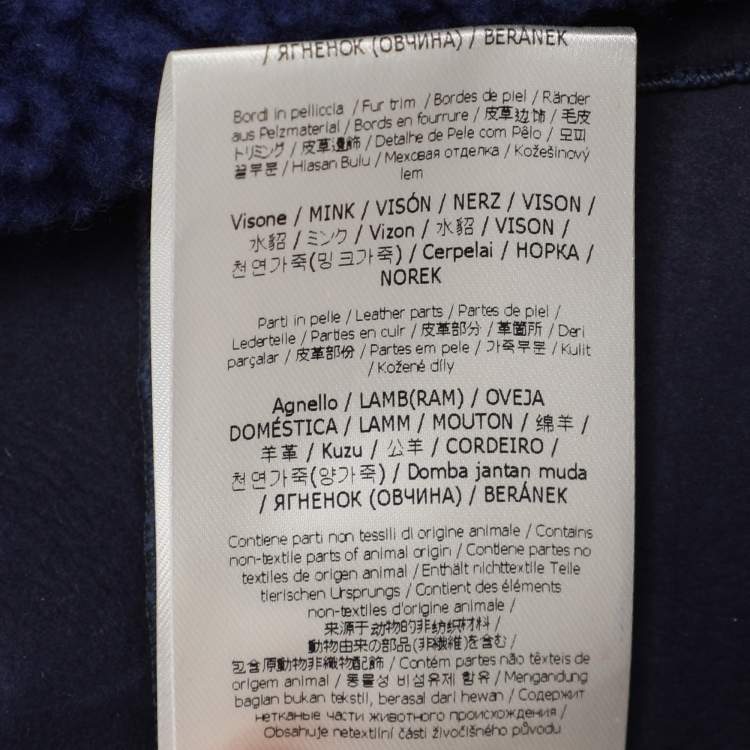 / ЯГНЕНОК (ОВЧИНА) / BERÁNEK
Bordi in pelliccia / Fur trim / Bordes de piel / Ränder
aus Pelzmaterial / Bords en fourrure / 皮草边饰 / 毛皮
トリミング / 皮草邊飾 / Detalhe de Pele com Pêlo / 모피
끝부분 / Hiasan Bulu / Меховая отделка / Kožešinový
lem
Visone / MINK / VISÓN / NERZ / VISON /
水貂 / ミンク / Vizon / 水貂 / VISON /
천연가죽(밍크가죽) / Cerpelai / НОРКА /
NOREK
Parti in pelle / Leather parts / Partes de piel /
Lederteile / Parties en cuir / 皮革部分 / 革箇所 / Deri
parçalar / 皮革部份 / Partes em pele / 가죽부분 / Kulit
/ Kožené díly
Agnello / LAMB(RAM) / OVEJA
DOMÉSTICA / LAMM / MOUTON / 绵羊 /
羊革 / Kuzu / 公羊 / CORDEIRO /
천연가죽(양가죽) / Domba jantan muda
/ ЯГНЕНОК (ОВЧИНА) / BERÁNEK
Contiene parti non tessili di origine animale / Contains
non-textile parts of animal origin / Contiene partes no
textiles de origen animal / Enthält nichttextile Teile
tierischen Ursprungs / Contient des éléments
non-textiles d'origine animale /
来源于动物的非纺织材料 /
動物由来の部品(非繊維)を含む /
包含原動物非織物配飾 / Contém partes não têxteis de
origem animal / 동물성 비섬유제 함유 / Mengandung
bagian bukan tekstil, berasal dari hewan / Содержит
нетканые части животного происхождения /
Obsahuje netextilní části živočišného původu